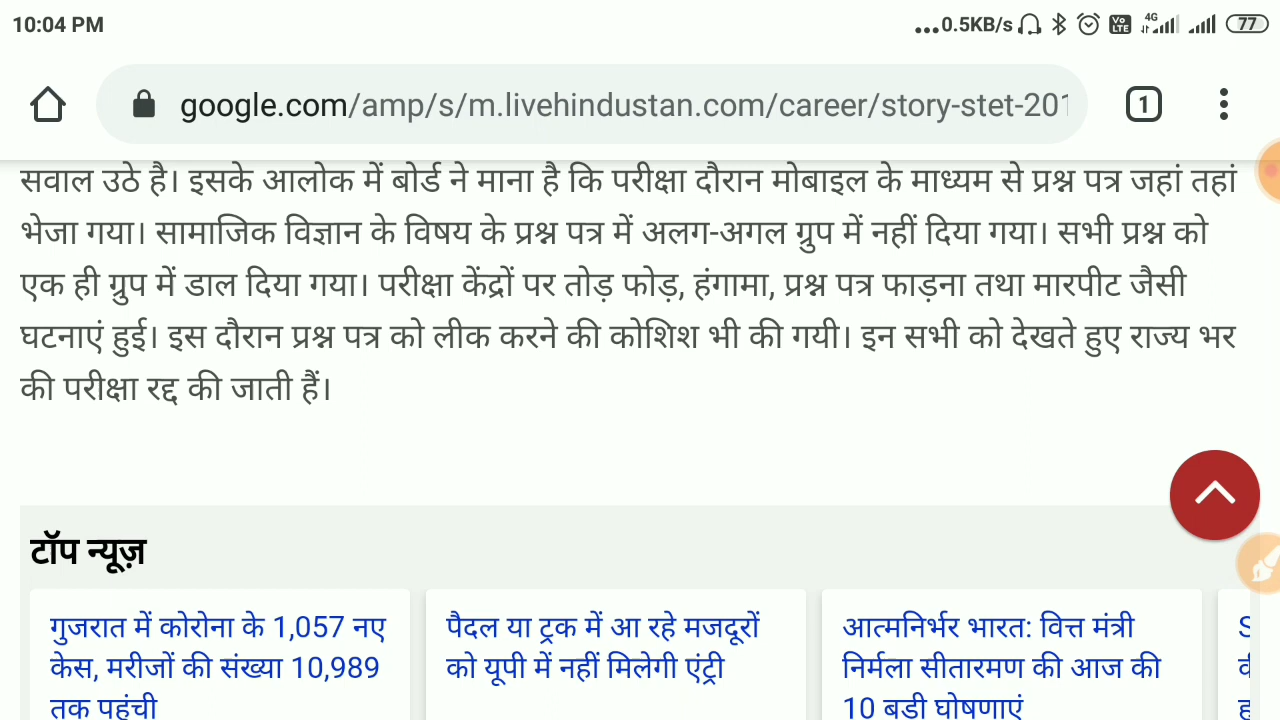 10:04 PM
...0.5KB/s
Vo LTE
4G
77
google.com/amp/s/m.livehindustan.com/career/story-stet-201
1
सवाल उठे है। इसके आलोक में बोर्ड ने माना है कि परीक्षा दौरान मोबाइल के माध्यम से प्रश्न पत्र जहां तहां
भेजा गया। सामाजिक विज्ञान के विषय के प्रश्न पत्र में अलग-अगल ग्रुप में नहीं दिया गया। सभी प्रश्न को
एक ही ग्रुप में डाल दिया गया। परीक्षा केंद्रों पर तोड़ फोड़, हंगामा, प्रश्न पत्र फाड़ना तथा मारपीट जैसी
घटनाएं हुई। इस दौरान प्रश्न पत्र को लीक करने की कोशिश भी की गयी। इन सभी को देखते हुए राज्य भर
की परीक्षा रद्द की जाती हैं।
टॉप न्यूज़
गुजरात में कोरोना के 1,057 नए
केस, मरीजों की संख्या 10,989
तक पहुंची
पैदल या ट्रक में आ रहे मजदूरों
को यूपी में नहीं मिलेगी एंट्री
आत्मनिर्भर भारत: वित्त मंत्री
निर्मला सीतारमण की आज की
10 बड़ी घोषणाएं